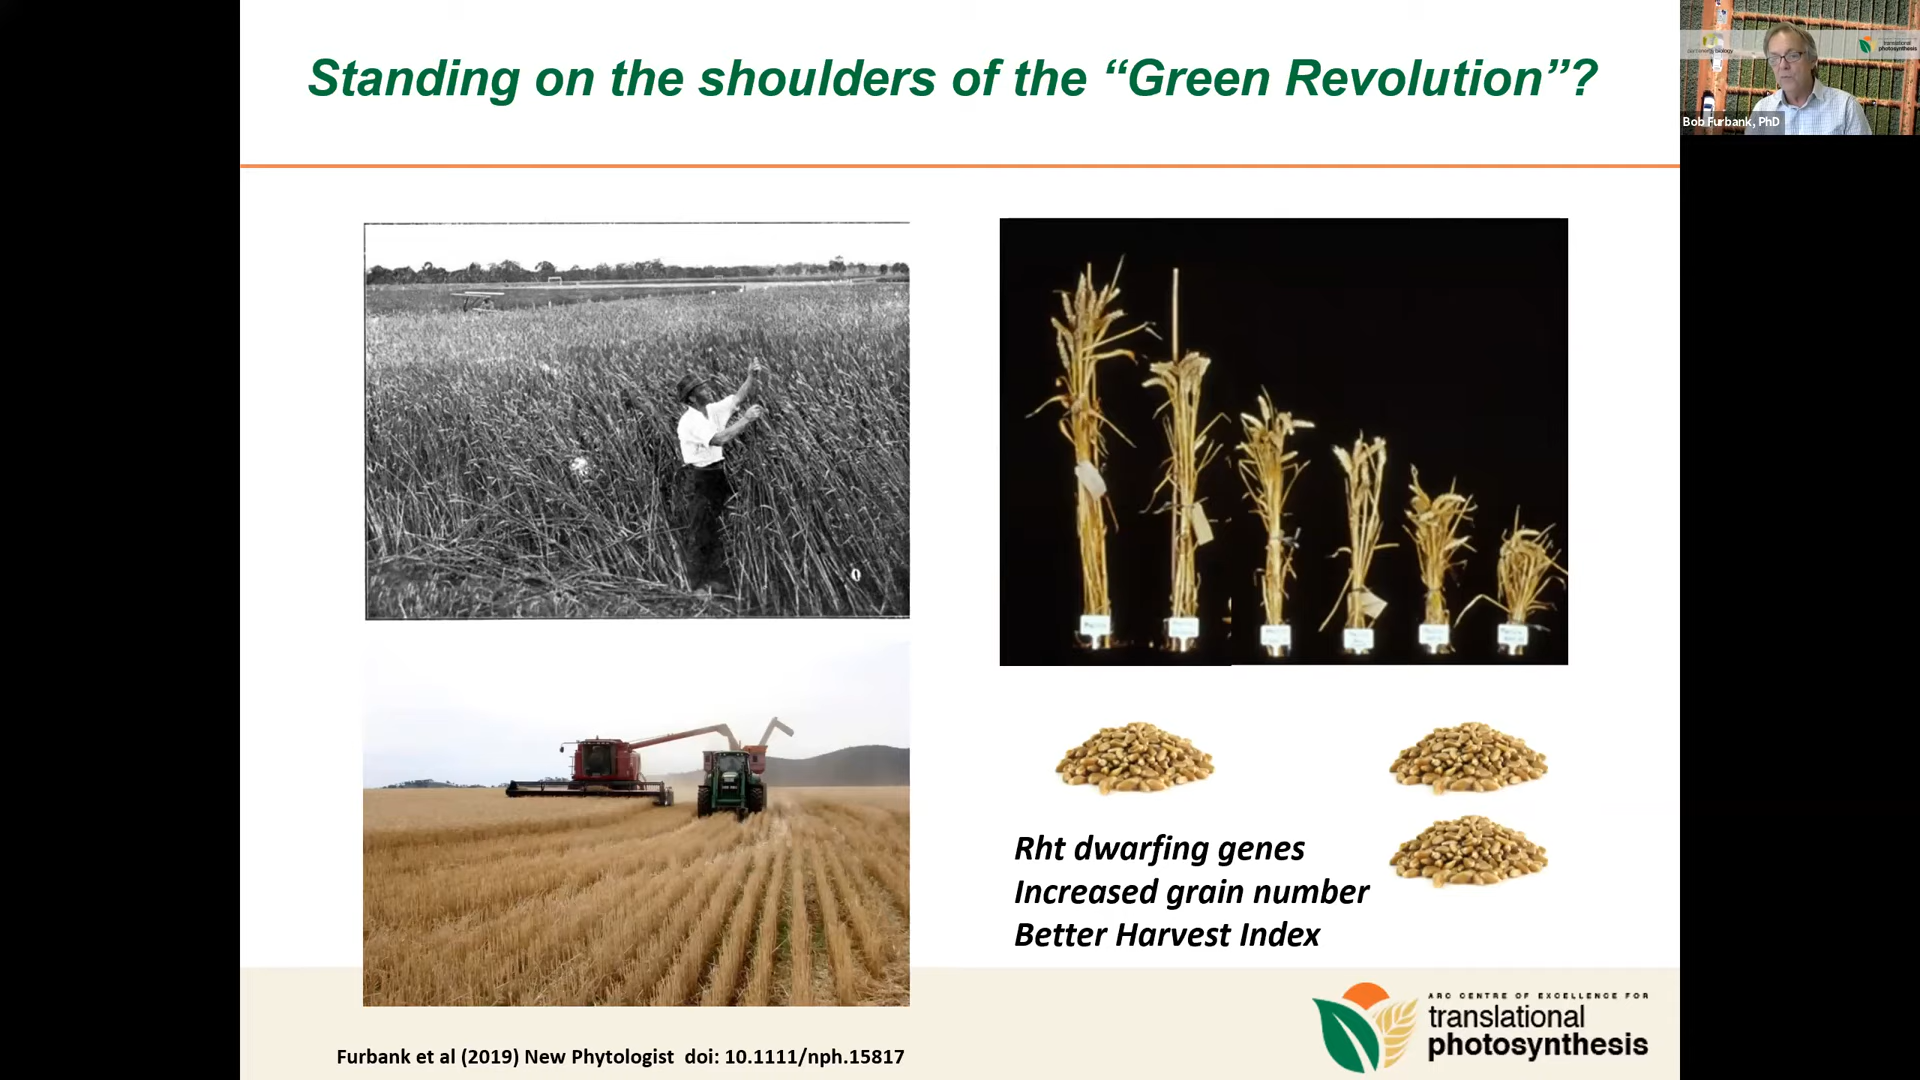 Standing on the shoulders of the “Green Revolution”?
translational
photosynthesis
Bob Furbank, PhD
Rht dwarfing genes
Increased grain number
Better Harvest Index
ARC CENTRE OF EXCELLENCE FOR
translational
photosynthesis
Furbank et al (2019) New Phytologist doi: 10.1111/nph.15817